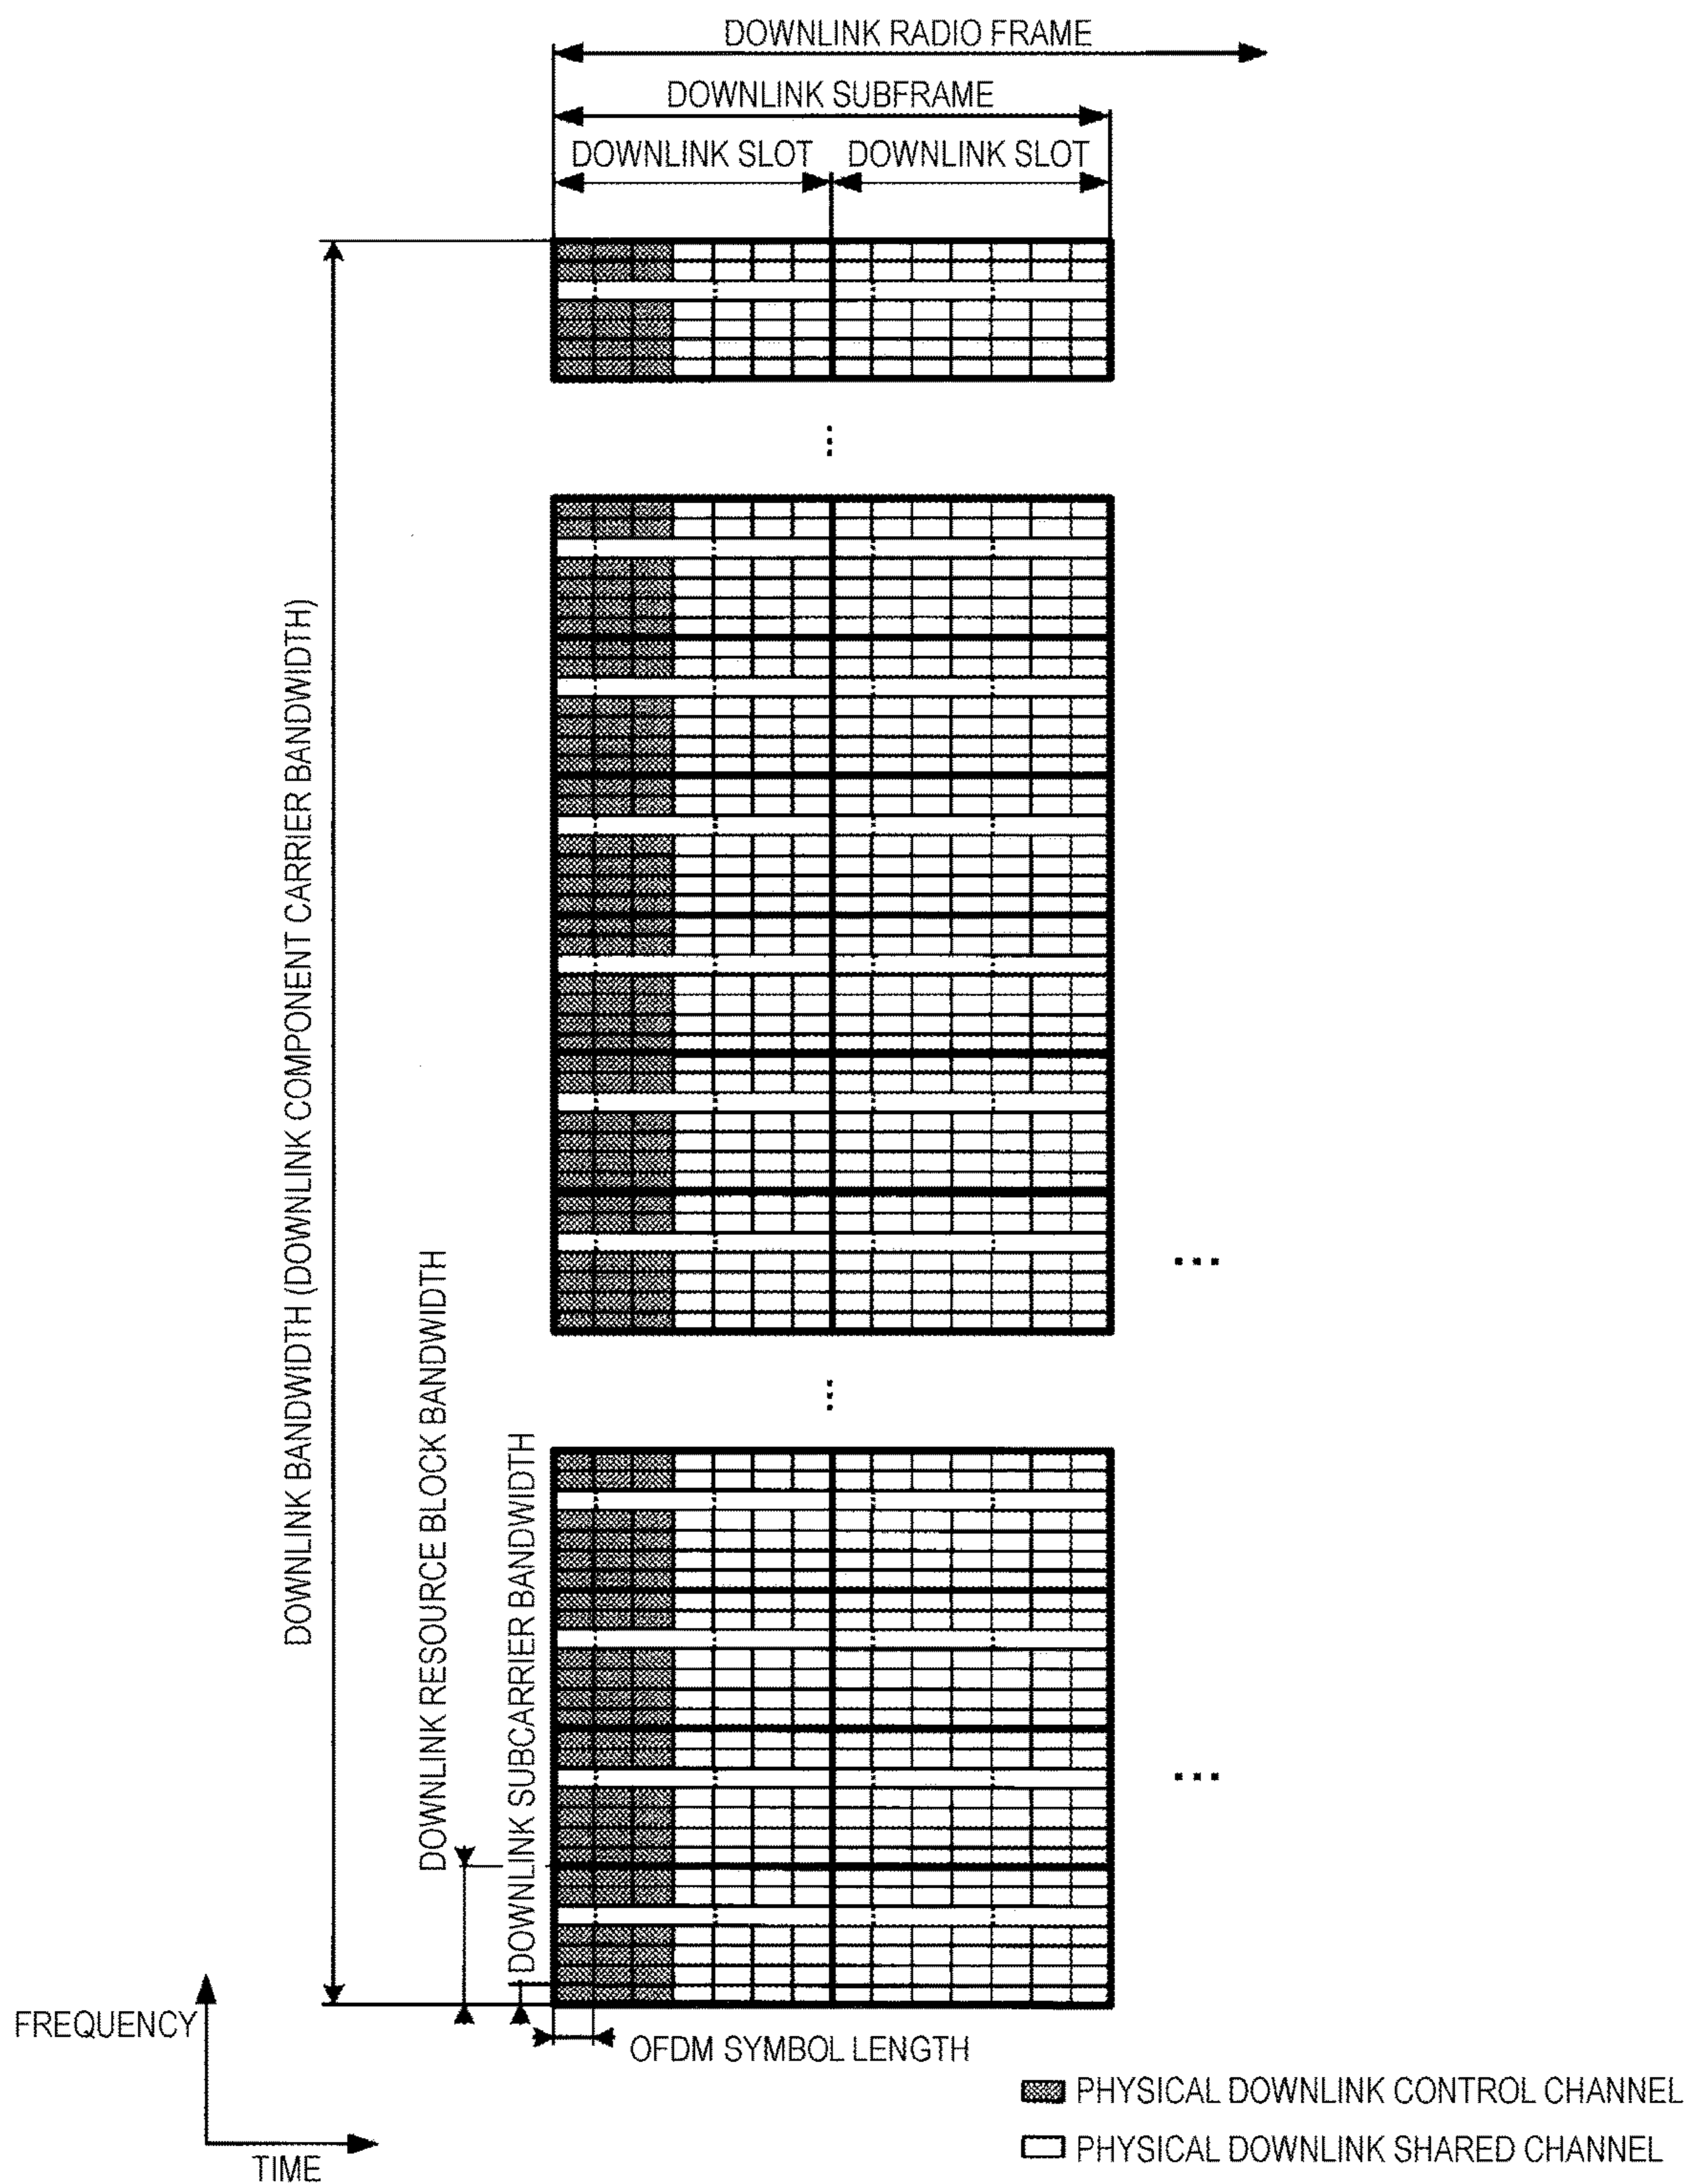 DOWNLINK RADIO FRAME
DOWNLINK SUBFRAME
DOWNLINK SLOT
DOWNLINK SLOT
DOWNLINK BANDWIDTH (DOWNLINK COMPONENT CARRIER BANDWIDTH)
DOWNLINK RESOURCE BLOCK BANDWIDTH
DOWNLINK SUBCARRIER BANDWIDTH
FREQUENCY
TIME
OFDM SYMBOL LENGTH
PHYSICAL DOWNLINK CONTROL CHANNEL
PHYSICAL DOWNLINK SHARED CHANNEL